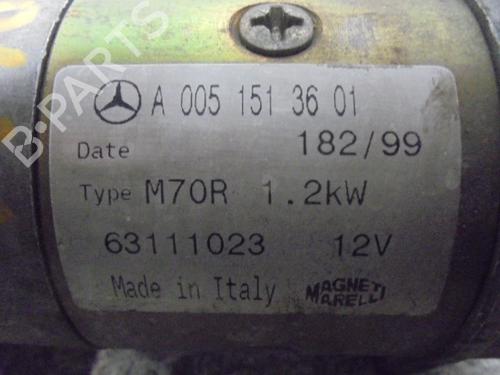 B-PARTS
A 005 151 36 01
Date 182/99
Type M70R 1.2kW
63111023 12V
Made in Italy MAGNETI MARELLI